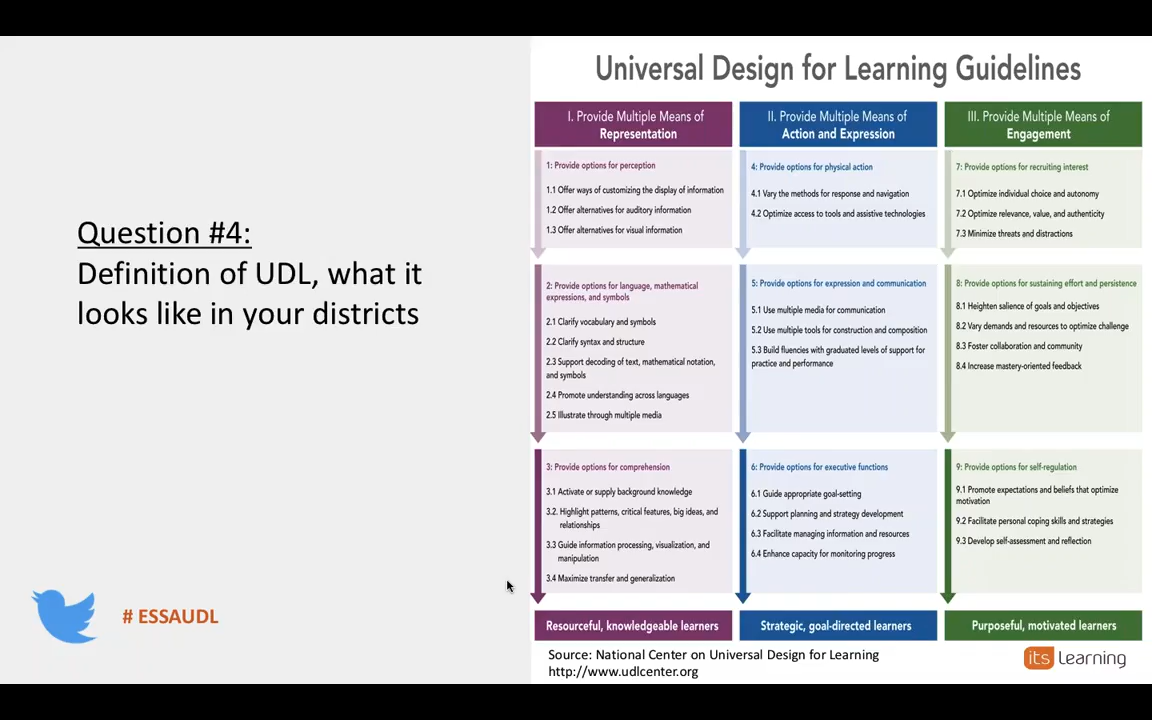 Question #4:
Definition of UDL, what it
looks like in your districts
# ESSAUDL
Universal Design for Learning Guidelines
I. Provide Multiple Means of
Representation
1: Provide options for perception
1.1 Offer ways of customizing the display of information
1.2 Offer alternatives for auditory information
1.3 Offer alternatives for visual information
2: Provide options for language, mathematical
expressions, and symbols
2.1 Clarify vocabulary and symbols
2.2 Clarify syntax and structure
2.3 Support decoding of text, mathematical notation,
and symbols
2.4 Promote understanding across languages
2.5 Illustrate through multiple media
3: Provide options for comprehension
3.1 Activate or supply background knowledge
3.2. Highlight patterns, critical features, big ideas, and
relationships
3.3 Guide information processing, visualization, and
manipulation
3.4 Maximize transfer and generalization
Resourceful, knowledgeable learners
II. Provide Multiple Means of
Action and Expression
4: Provide options for physical action
4.1 Vary the methods for response and navigation
4.2 Optimize access to tools and assistive technologies
5: Provide options for expression and communication
5.1 Use multiple media for communication
5.2 Use multiple tools for construction and composition
5.3 Build fluencies with graduated levels of support for
practice and performance
6: Provide options for executive functions
6.1 Guide appropriate goal-setting
6.2 Support planning and strategy development
6.3 Facilitate managing information and resources
6.4 Enhance capacity for monitoring progress
Strategic, goal-directed learners
III. Provide Multiple Means of
Engagement
7: Provide options for recruiting interest
7.1 Optimize individual choice and autonomy
7.2 Optimize relevance, value, and authenticity
7.3 Minimize threats and distractions
8: Provide options for sustaining effort and persistence
8.1 Heighten salience of goals and objectives
8.2 Vary demands and resources to optimize challenge
8.3 Foster collaboration and community
8.4 Increase mastery-oriented feedback
9: Provide options for self-regulation
9.1 Promote expectations and beliefs that optimize
motivation
9.2 Facilitate personal coping skills and strategies
9.3 Develop self-assessment and reflection
Purposeful, motivated learners
Source: National Center on Universal Design for Learning
http://www.udlcenter.org
its Learning